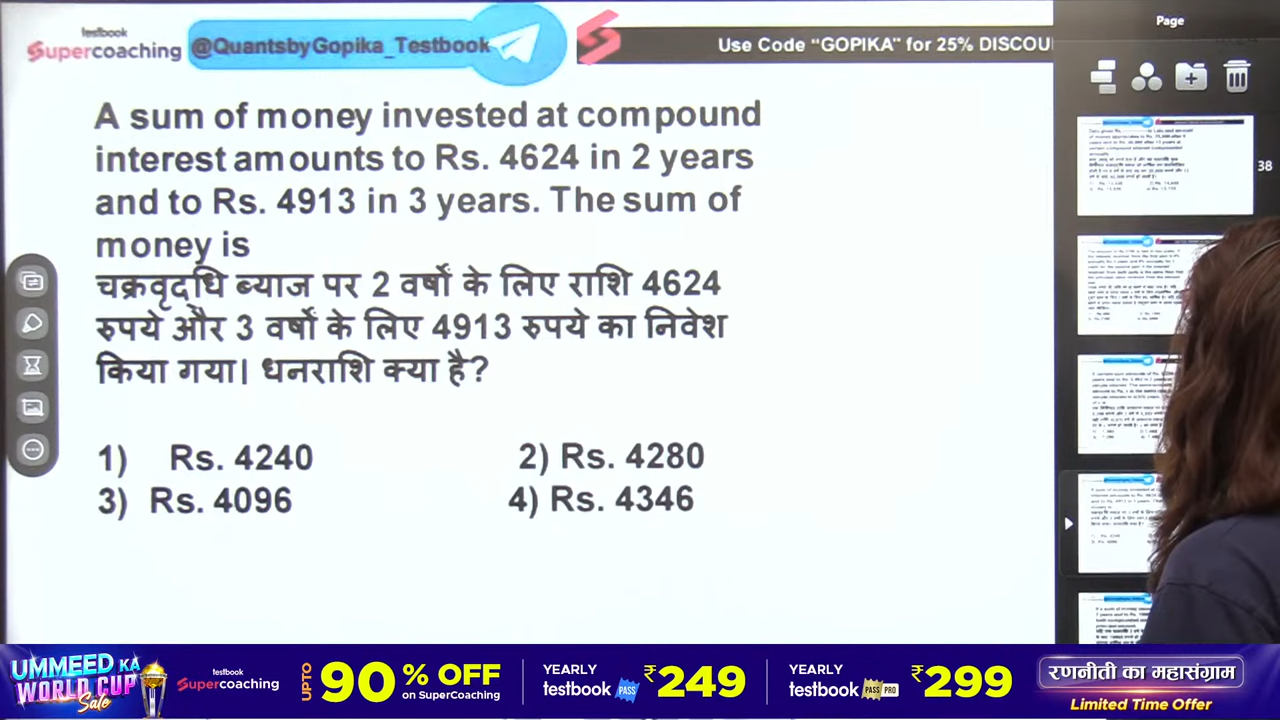 testbook
Supercoaching
@QuantsbyGopika_Testbook
Use Code "GOPIKA" for 25% DISCOU
Page
38
A sum of money invested at compound
interest amounts to Rs. 4624 in 2 years
and to Rs. 4913 in 3 years. The sum of
money is
चक्रवृद्धि ब्याज पर 2 वर्षों के लिए राशि 4624
रुपये और 3 वर्षों के लिए 4913 रुपये का निवेश
किया गया। धनराशि क्या है?
1) Rs. 4240 2) Rs. 4280
3) Rs. 4096 4) Rs. 4346
UMMEED KA
WORLD CUP
Sale
testbook
Supercoaching
UPTO 90% OFF
on SuperCoaching
YEARLY
testbook PASS
₹249
YEARLY
testbook PASS PRO
₹299
रणनीती का महासंग्राम
Limited Time Offer